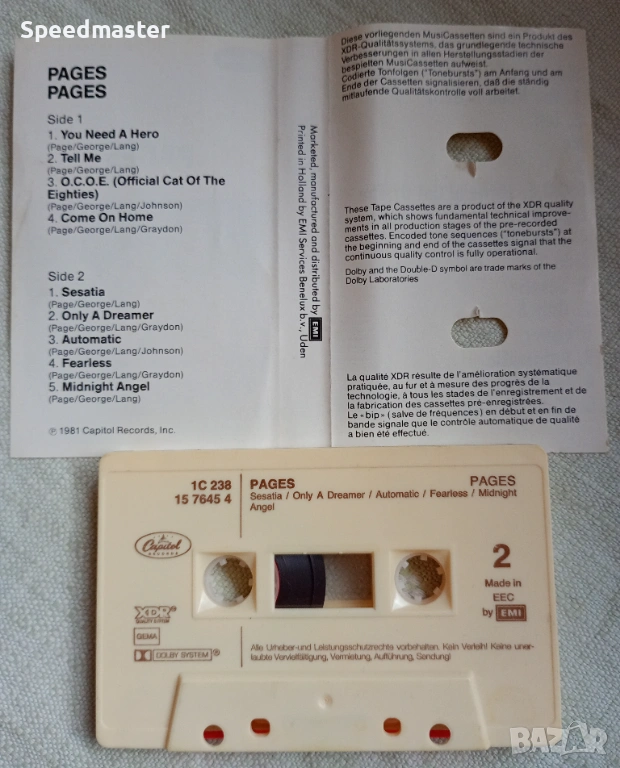 Speedmaster
PAGES
PAGES
Side 1
1. You Need A Hero
(Page/George/Lang)
2. Tell Me
(Page/George/Lang)
3. O.C.O.E. (Official Cat Of The
Eighties)
(Page/George/Lang/Johnson)
4. Come On Home
(Page/George/Lang/Graydon)
Side 2
1. Sesatia
(Page/George/Lang)
2. Only A Dreamer
(Page/George/Lang/Graydon)
3. Automatic
(Page/George/Lang/Johnson)
4. Fearless
(Page/George/Lang/Graydon)
5. Midnight Angel
(Page/George/Lang)
℗ 1981 Capitol Records, Inc.
Marketed, manufactured and distributed by EMI
Printed in Holland by EMI Services Benelux b.v., Uden
Diese vorliegenden MusiCassetten sind ein Produkt des
XDR-Qualitätssystems, das grundlegende technische
Verbesserungen in allen Herstellungsstadien der
bespielten MusiCassetten aufweist.
Codierte Tonfolgen ("Tonebursts") am Anfang und am
Ende der Cassetten signalisieren, daß die ständig
mitlaufende Qualitätskontrolle voll arbeitet.
These Tape Cassettes are a product of the XDR quality
system, which shows fundamental technical improve-
ments in all production stages of the pre-recorded
cassettes. Encoded tone sequences ("tonebursts") at
the beginning and end of the cassettes signal that the
continuous quality control is fully operational.
Dolby and the Double-D symbol are trade marks of the
Dolby Laboratories
La qualité XDR résulte de l'amélioration systématique
pratiquée, au fur et à mesure des progrès de la
technologie, à tous les stades de l'enregistrement et de
la fabrication des cassettes pré-enregistrées.
Le «bip» (salve de fréquences) en début et en fin de
bande signale que le contrôle automatique de qualité
a bien été effectué.
1C 238
15 7645 4
PAGES PAGES
Sesatia / Only A Dreamer / Automatic / Fearless / Midnight
Angel
Capitol
RECORDS
2
Made in
EEC
by EMI
XDR
GEMA
DOLBY SYSTEM®
Alle Urheber-und Leistungsschutzrechte vorbehalten. Kein Verleih! Keine uner-
laubte Vervielfältigung, Vermietung, Aufführung, Sendung!
BAZAR